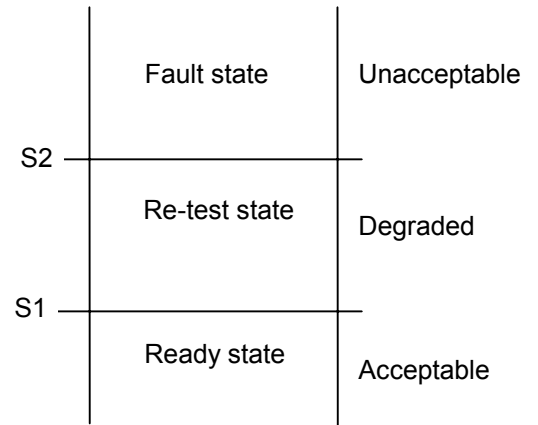 Fault state
Unacceptable
S2
Re-test state
Degraded
S1
Ready state
Acceptable